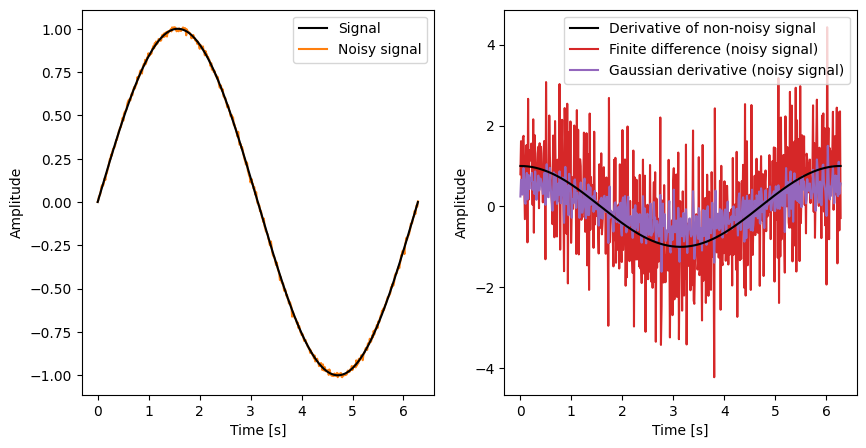 Signal
Noisy signal
1.00
0.75
0.50
0.25
0.00
−0.25
−0.50
−0.75
−1.00
Amplitude
0 1 2 3 4 5 6
Time [s]
Derivative of non-noisy signal
Finite difference (noisy signal)
Gaussian derivative (noisy signal)
4
2
0
−2
−4
Amplitude
0 1 2 3 4 5 6
Time [s]